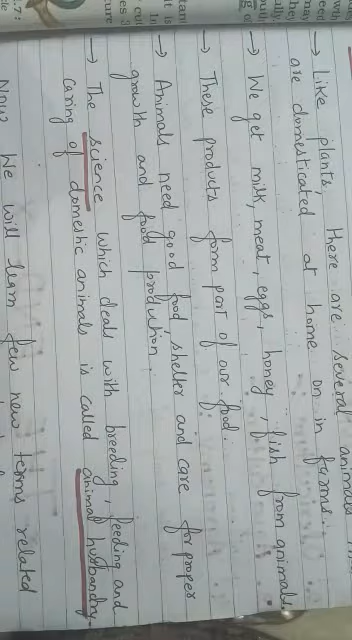 → Like plants, there are several animals
are domesticated at home on in farms.
→ We get milk, meat, eggs, honey, fish from animals.
→ These products form part of our food.
→ Animals need good food shelter and care for proper
growth and food production.
→ The science which deals with breeding, feeding and
caring of domestic animals is called animal husbandry.
Now We will learn few new terms related